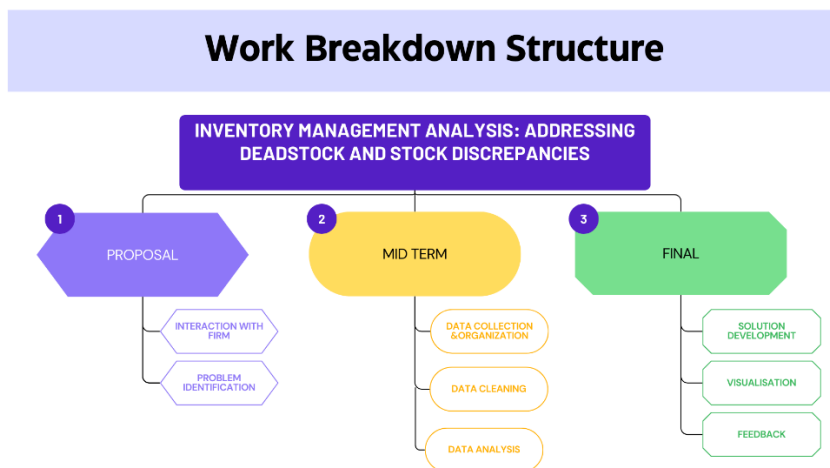 Work Breakdown Structure
INVENTORY MANAGEMENT ANALYSIS: ADDRESSING
DEADSTOCK AND STOCK DISCREPANCIES
1
PROPOSAL
INTERACTION WITH
FIRM
PROBLEM
IDENTIFICATION
2
MID TERM
DATA COLLECTION
&ORGANIZATION
DATA CLEANING
DATA ANALYSIS
3
FINAL
SOLUTION
DEVELOPMENT
VISUALISATION
FEEDBACK